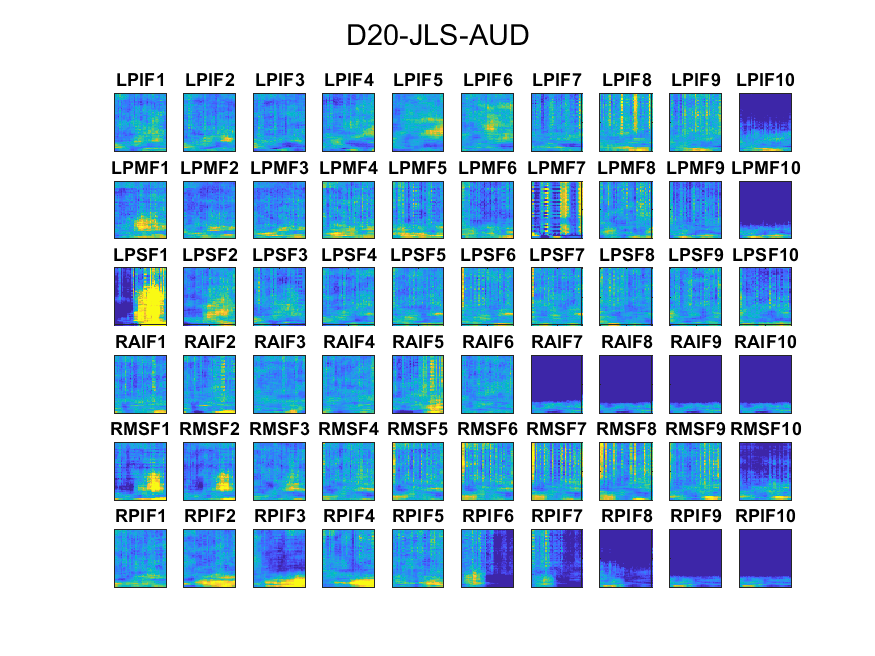 D20-JLS-AUD
LPIF1 LPIF2 LPIF3 LPIF4 LPIF5 LPIF6 LPIF7 LPIF8 LPIF9 LPIF10
LPMF1 LPMF2 LPMF3 LPMF4 LPMF5 LPMF6 LPMF7 LPMF8 LPMF9 LPMF10
LPSF1 LPSF2 LPSF3 LPSF4 LPSF5 LPSF6 LPSF7 LPSF8 LPSF9 LPSF10
RAIF1 RAIF2 RAIF3 RAIF4 RAIF5 RAIF6 RAIF7 RAIF8 RAIF9 RAIF10
RMSF1 RMSF2 RMSF3 RMSF4 RMSF5 RMSF6 RMSF7 RMSF8 RMSF9 RMSF10
RPIF1 RPIF2 RPIF3 RPIF4 RPIF5 RPIF6 RPIF7 RPIF8 RPIF9 RPIF10